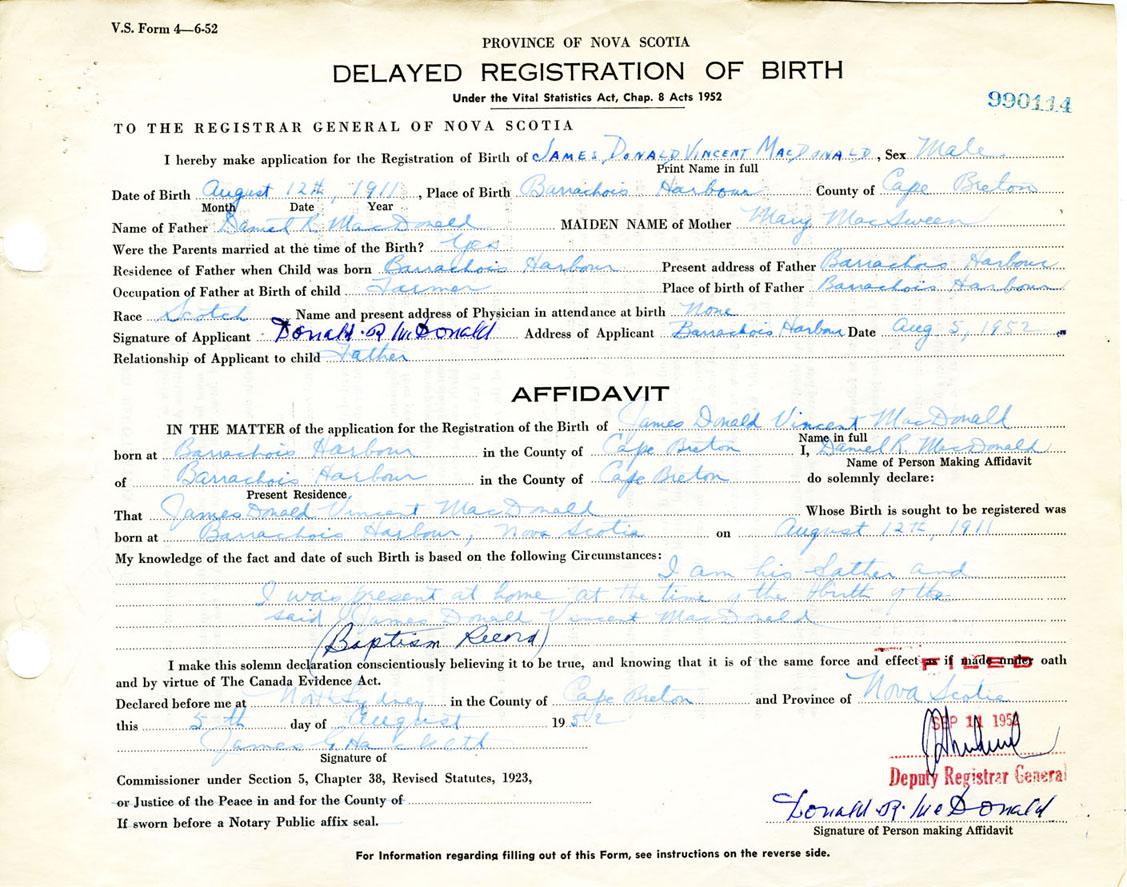 V.S. Form 4—6-52
PROVINCE OF NOVA SCOTIA
DELAYED REGISTRATION OF BIRTH
Under the Vital Statistics Act, Chap. 8 Acts 1952
990114
TO THE REGISTRAR GENERAL OF NOVA SCOTIA
I hereby make application for the Registration of Birth of JAMES DONALD VINCENT MACDONALD, Sex Male
Print Name in full
Date of Birth August 12th, 1911, Place of Birth Barrachois Harbour County of Cape Breton
Month Date Year
Name of Father Daniel R. MacDonald MAIDEN NAME of Mother Mary MacSween
Were the Parents married at the time of the Birth? Yes
Residence of Father when Child was born Barrachois Harbour Present address of Father Barrachois Harbour
Occupation of Father at Birth of child Farmer Place of birth of Father Barrachois Harbour
Race Scotch Name and present address of Physician in attendance at birth None
Signature of Applicant Donald.R McDonald Address of Applicant Barrachois Harbour Date Aug 5, 1952
Relationship of Applicant to child Father
AFFIDAVIT
IN THE MATTER of the application for the Registration of the Birth of James Donald Vincent MacDonald
Name in full
born at Barrachois Harbour in the County of Cape Breton I, Daniel R. MacDonald
Name of Person Making Affidavit
of Barrachois Harbour in the County of Cape Breton do solemnly declare:
Present Residence
That James Donald Vincent MacDonald Whose Birth is sought to be registered was
born at Barrachois Harbour, Nova Scotia on August 12th, 1911
My knowledge of the fact and date of such Birth is based on the following Circumstances:
I am his father and
I was present at home at the time of the birth of the
said James Donald Vincent MacDonald
(Baptism Record)
I make this solemn declaration conscientiously believing it to be true, and knowing that it is of the same force and effect as if made under oath
FILED
and by virtue of The Canada Evidence Act.
Declared before me at North Sydney in the County of Cape Breton and Province of Nova Scotia
this 5th day of August 1952
SEP 11 1952
James G.
Signature of
Deputy Registrar General
Commissioner under Section 5, Chapter 38, Revised Statutes, 1923,
or Justice of the Peace in and for the County of
Donald.R. McDonald
If sworn before a Notary Public affix seal.
Signature of Person making Affidavit
For Information regarding filling out of this Form, see instructions on the reverse side.